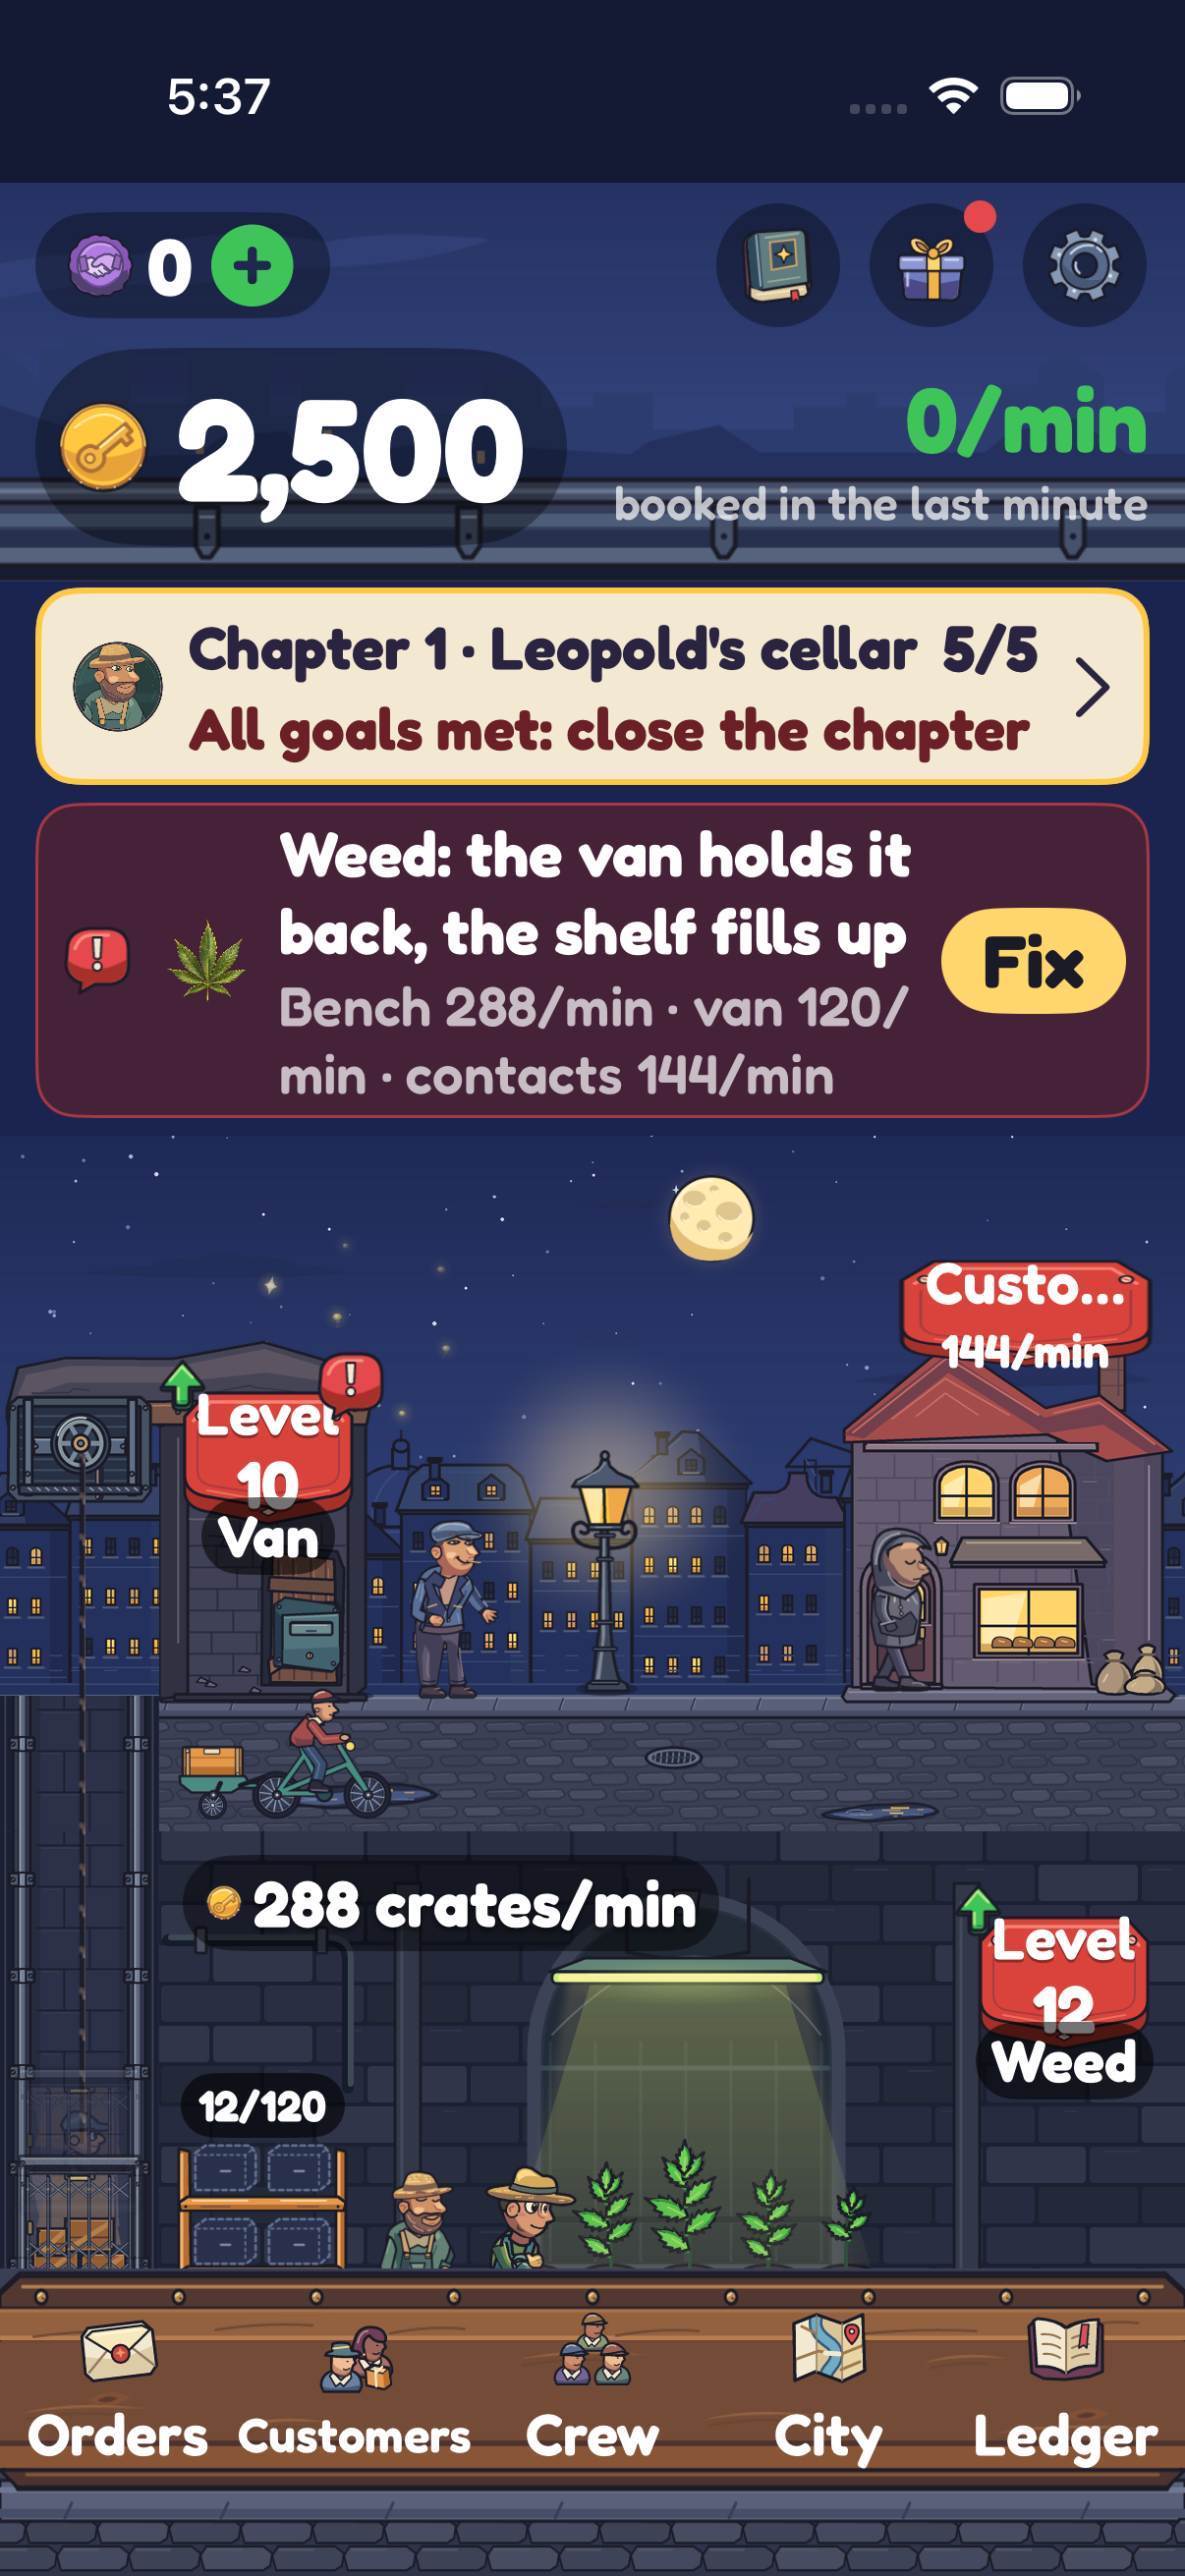 5:37
0
2,500
0/min
booked in the last minute
Chapter 1 · Leopold's cellar 5/5
All goals met: close the chapter
Weed: the van holds it
back, the shelf fills up
Bench 288/min · van 120/
min · contacts 144/min
Fix
Custo...
144/min
Level
10
Van
288 crates/min
Level
12
Weed
12/120
Orders
Customers
Crew
City
Ledger